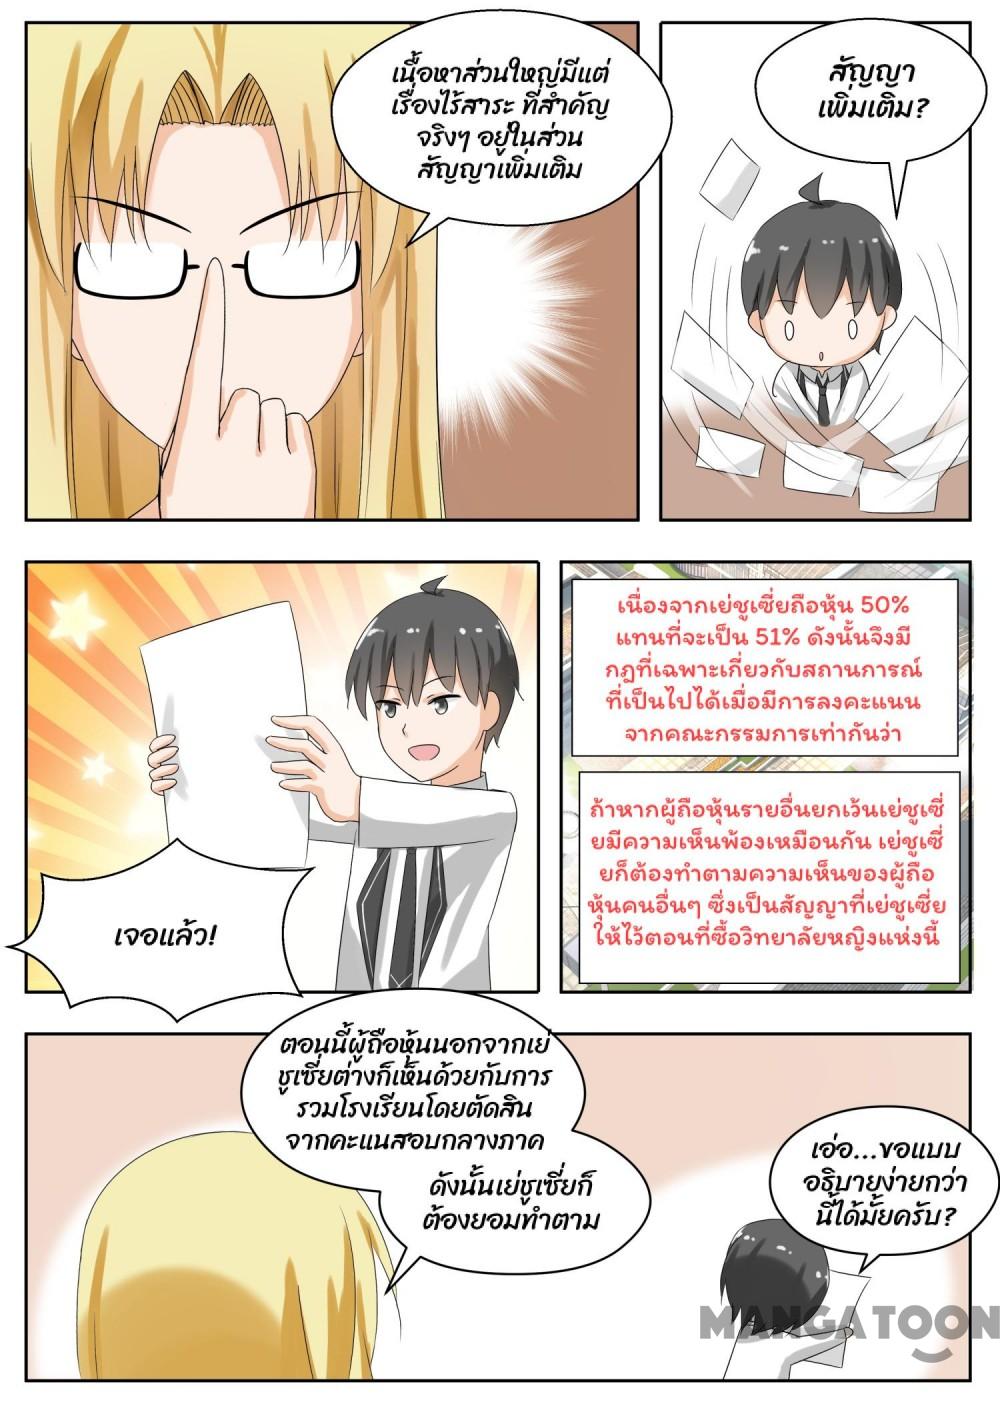 เนื้อหาส่วนใหญ่มีแต่
เรื่องไร้สาระ ที่สำคัญ
จริงๆ อยู่ในส่วน
สัญญาเพิ่มเติม
สัญญา
เพิ่มเติม?
เจอแล้ว!
เนื่องจากเย่ชูเซี่ยถือหุ้น 50%
แทนที่จะเป็น 51% ดังนั้นจึงมี
กฎที่เฉพาะเกี่ยวกับสถานการณ์
ที่เป็นไปได้เมื่อมีการลงคะแนน
จากคณะกรรมการเท่ากันว่า
ถ้าหากผู้ถือหุ้นรายอื่นยกเว้นเย่ชูเซี่
ยมีความเห็นพ้องเหมือนกัน เย่ชูเซี่
ยก็ต้องทำตามความเห็นของผู้ถือ
หุ้นคนอื่นๆ ซึ่งเป็นสัญญาที่เย่ชูเซี่ย
ให้ไว้ตอนที่ซื้อวิทยาลัยหญิงแห่งนี้
ตอนนี้ผู้ถือหุ้นนอกจากเย่
ชูเซี่ยต่างก็เห็นด้วยกับการ
รวมโรงเรียนโดยตัดสิน
จากคะแนสอบกลางภาค
ดังนั้นเย่ชูเซี่ยก็
ต้องยอมทำตาม
เอ่อ...ขอแบบ
อธิบายง่ายกว่า
นี้ได้มั้ยครับ?
MANGATOON